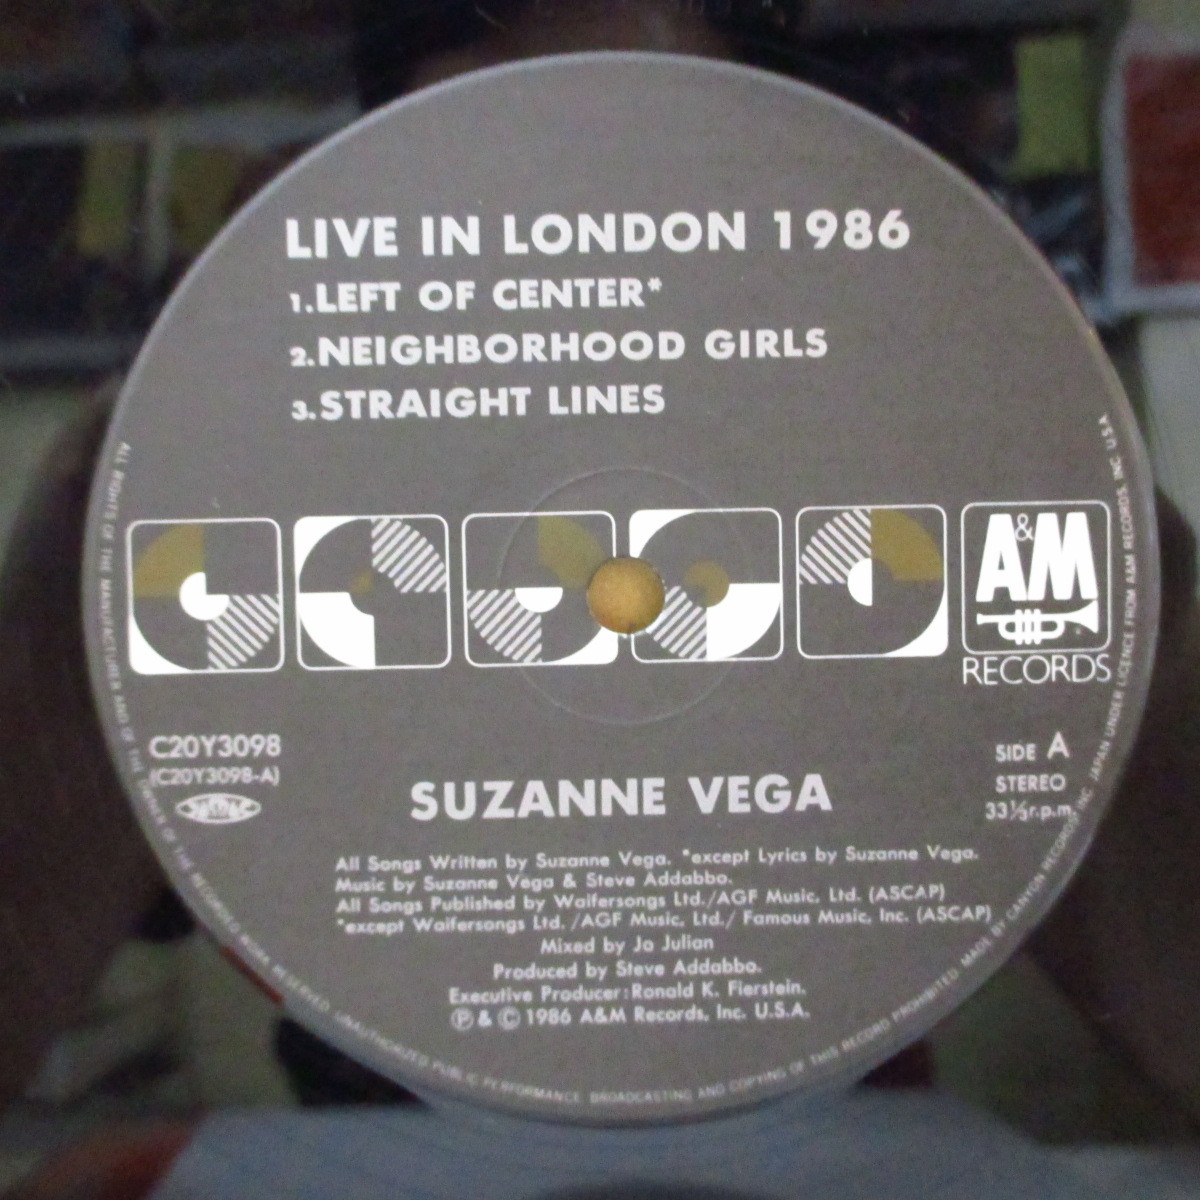 LIVE IN LONDON 1986
1.LEFT OF CENTER*
2.NEIGHBORHOOD GIRLS
3.STRAIGHT LINES
A&M
RECORDS
C20Y3098
(C20Y3098-A)
SIDE A
STEREO
33⅓r.p.m.
SUZANNE VEGA
All Songs Written by Suzanne Vega. *except Lyrics by Suzanne Vega.
Music by Suzanne Vega & Steve Addabbo.
All Songs Published by Waifersongs Ltd./AGF Music, Ltd. (ASCAP)
*except Waifersongs Ltd. /AGF Music, Ltd./ Famous Music, Inc. (ASCAP)
Mixed by Jo Julian
Produced by Steve Addabbo.
Executive Producer:Ronald K. Fierstein.
Ⓟ & Ⓒ 1986 A&M Records, Inc. U.S.A.
ALL RIGHTS OF THE MANUFACTURER AND OF THE OWNER OF THE RECORDED WORK RESERVED. UNAUTHORIZED PUBLIC PERFORMANCE BROADCASTING AND COPYING OF THIS RECORD PROHIBITED. MADE BY CANYON RECORDS, INC. JAPAN UNDER LICENCE FROM A&M RECORDS, INC. U.S.A.